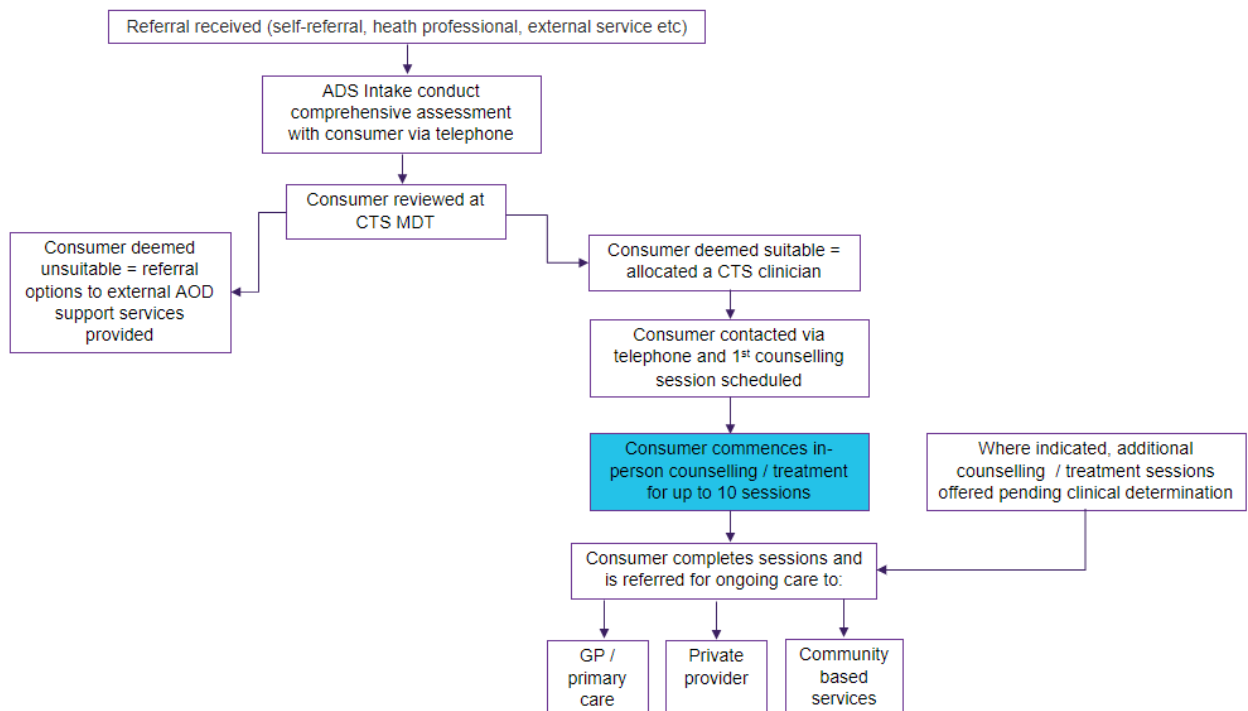 Referral received (self-referral, heath professional, external service etc)
ADS Intake conduct
comprehensive assessment
with consumer via telephone
Consumer reviewed at
CTS MDT
Consumer deemed
unsuitable = referral
options to external AOD
support services
provided
Consumer deemed suitable =
allocated a CTS clinician
Consumer contacted via
telephone and 1st counselling
session scheduled
Consumer commences in-
person counselling / treatment
for up to 10 sessions
Where indicated, additional
counselling / treatment sessions
offered pending clinical determination
Consumer completes sessions and
is referred for ongoing care to:
GP /
primary
care
Private
provider
Community
based
services